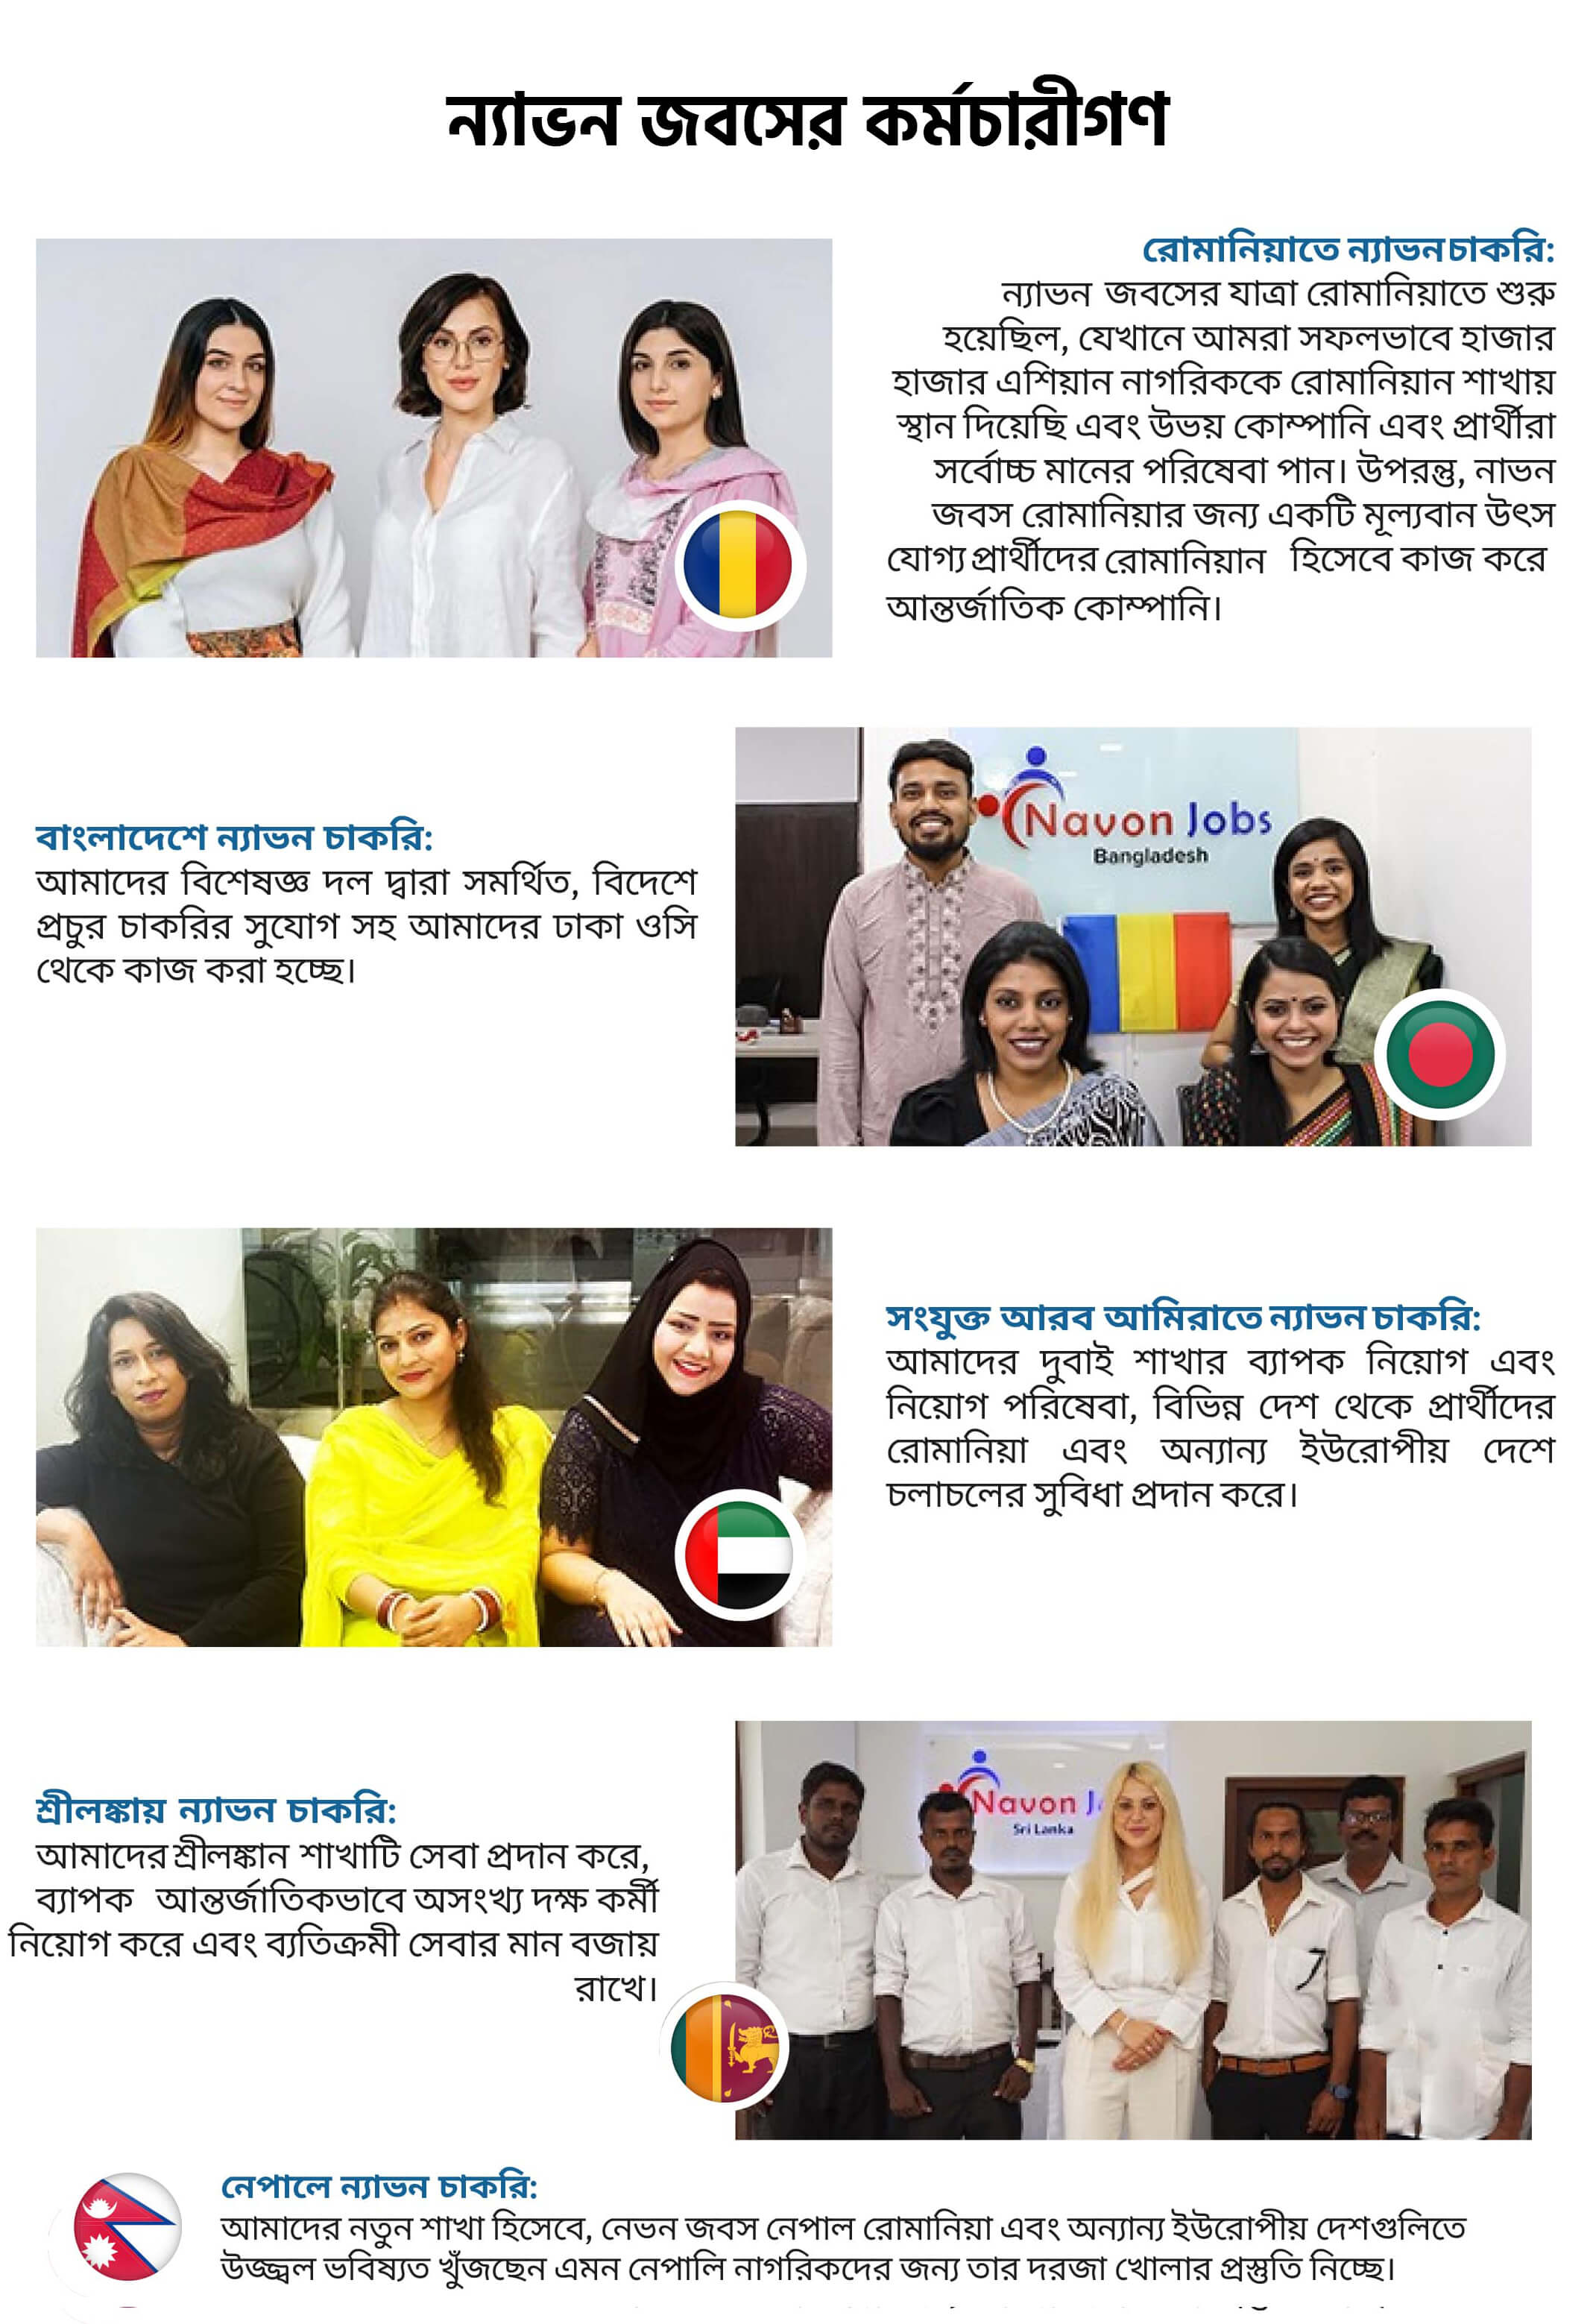 ন্যাভন জবসের কর্মচারীগণ
রোমানিয়াতে ন্যাভন চাকরি:
ন্যাভন জবসের যাত্রা রোমানিয়াতে শুরু
হয়েছিল, যেখানে আমরা সফলভাবে হাজার
হাজার এশিয়ান নাগরিককে রোমানিয়ান শাখায়
স্থান দিয়েছি এবং উভয় কোম্পানি এবং প্রার্থীরা
সর্বোচ্চ মানের পরিষেবা পান। উপরন্তু, নাভন
জবস রোমানিয়ার জন্য একটি মূল্যবান উৎস
যোগ্য প্রার্থীদের রোমানিয়ান হিসেবে কাজ করে
আন্তর্জাতিক কোম্পানি।
Navon Jobs
Bangladesh
বাংলাদেশে ন্যাভন চাকরি:
আমাদের বিশেষজ্ঞ দল দ্বারা সমর্থিত, বিদেশে
প্রচুর চাকরির সুযোগ সহ আমাদের ঢাকা ওসি
থেকে কাজ করা হচ্ছে।
সংযুক্ত আরব আমিরাতে ন্যাভন চাকরি:
আমাদের দুবাই শাখার ব্যাপক নিয়োগ এবং
নিয়োগ পরিষেবা, বিভিন্ন দেশ থেকে প্রার্থীদের
রোমানিয়া এবং অন্যান্য ইউরোপীয় দেশে
চলাচলের সুবিধা প্রদান করে।
শ্রীলঙ্কায় ন্যাভন চাকরি:
আমাদের শ্রীলঙ্কান শাখাটি সেবা প্রদান করে,
ব্যাপক আন্তর্জাতিকভাবে অসংখ্য দক্ষ কর্মী
নিয়োগ করে এবং ব্যতিক্রমী সেবার মান বজায়
রাখে।
Navon J
Sri Lanka
নেপালে ন্যাভন চাকরি:
আমাদের নতুন শাখা হিসেবে, নেভন জবস নেপাল রোমানিয়া এবং অন্যান্য ইউরোপীয় দেশগুলিতে
উজ্জ্বল ভবিষ্যত খুঁজছেন এমন নেপালি নাগরিকদের জন্য তার দরজা খোলার প্রস্তুতি নিচ্ছে।